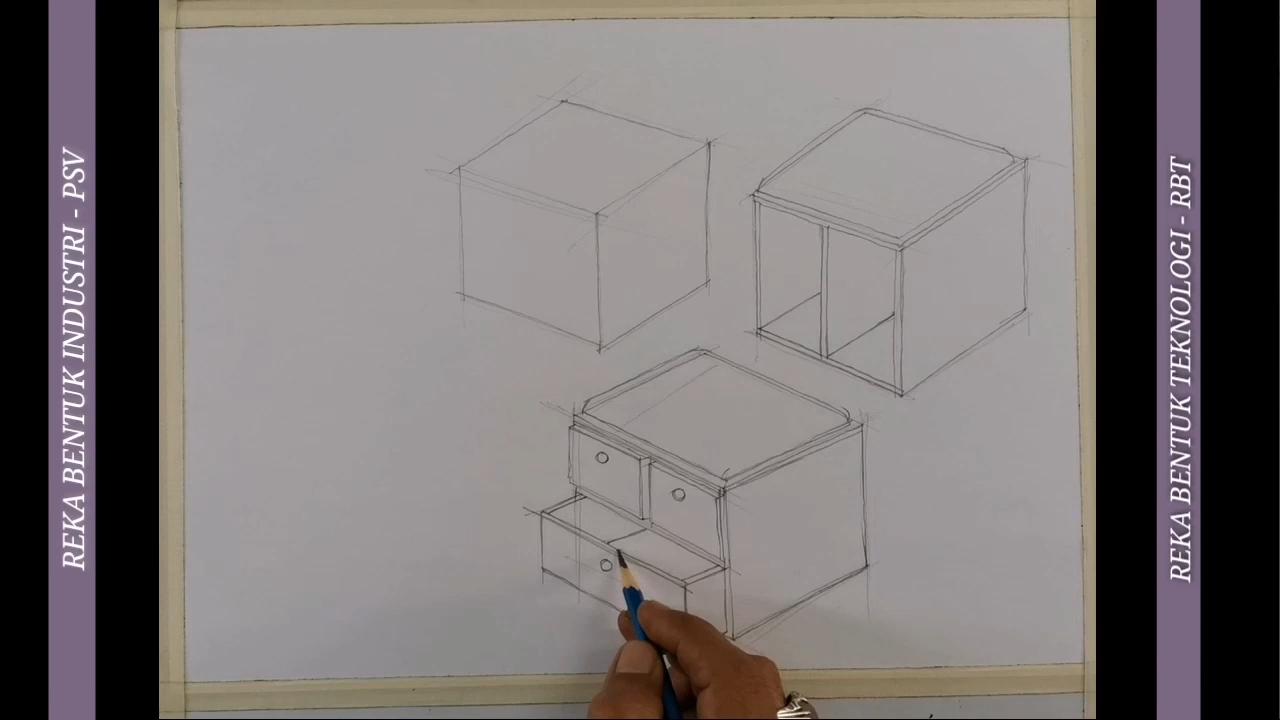 REKA BENTUK INDUSTRI - PSV
REKA BENTUK TEKNOLOGI - RBT